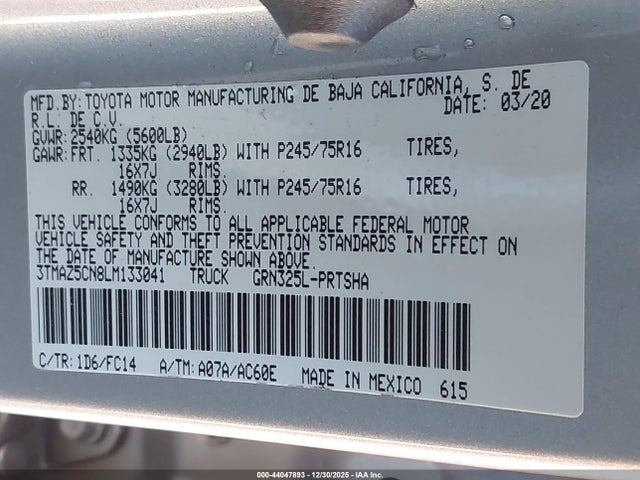 MFD.BY:TOYOTA MOTOR MANUFACTURING DE BAJA CALIFORNIA, S. DE
R.L. DE C.V. DATE: 03/20
GVWR:2540KG (5600LB)
GAWR:FRT. 1335KG (2940LB) WITH P245/75R16 TIRES,
16X7J RIMS.
RR. 1490KG (3280LB) WITH P245/75R16 TIRES,
16X7J RIMS.
THIS VEHICLE CONFORMS TO ALL APPLICABLE FEDERAL MOTOR
VEHICLE SAFETY AND THEFT PREVENTION STANDARDS IN EFFECT ON
THE DATE OF MANUFACTURE SHOWN ABOVE.
3TMAZ5CN8LM133041 TRUCK GRN325L-PRTSHA
C/TR:1D6/FC14 A/TM:A07A/AC60E MADE IN MEXICO 615
000-44047893 - 12/30/2025 - IAA Inc.